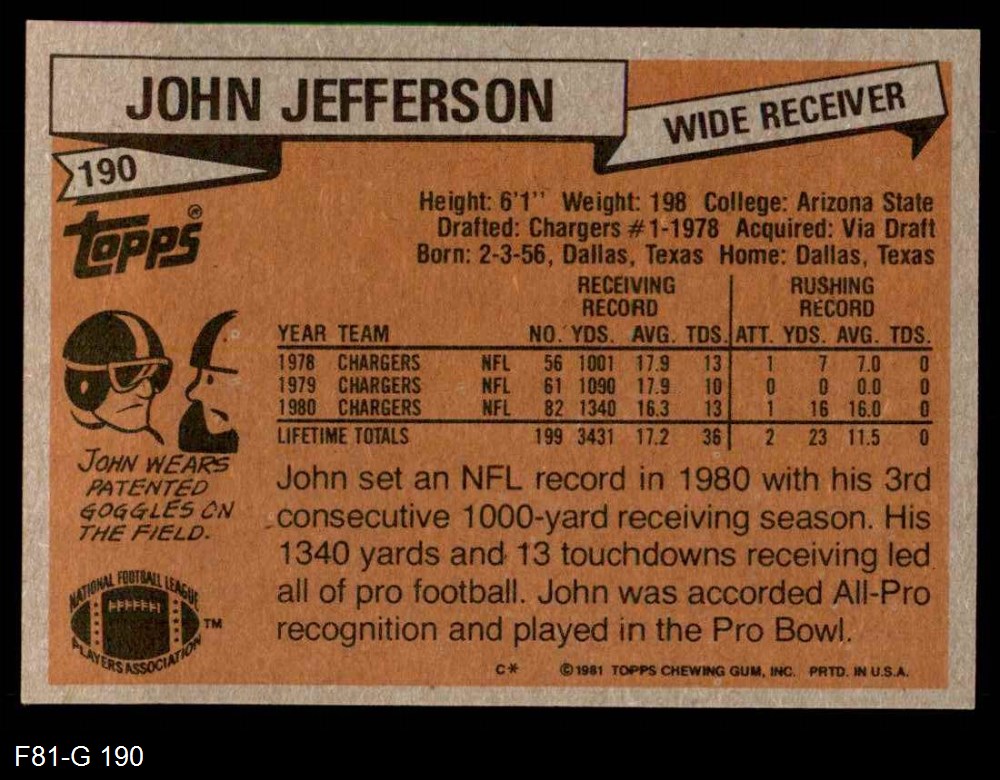 JOHN JEFFERSON
WIDE RECEIVER
190
Topps®
Height: 6'1'' Weight: 198 College: Arizona State
Drafted: Chargers #1-1978 Acquired: Via Draft
Born: 2-3-56, Dallas, Texas Home: Dallas, Texas
RECEIVING RECORD RUSHING RECORD
YEAR TEAM NO. YDS. AVG. TDS. ATT. YDS. AVG. TDS.
1978 CHARGERS NFL 56 1001 17.9 13 1 7 7.0 0
1979 CHARGERS NFL 61 1090 17.9 10 0 0 0.0 0
1980 CHARGERS NFL 82 1340 16.3 13 1 16 16.0 0
LIFETIME TOTALS 199 3431 17.2 36 2 23 11.5 0
JOHN WEARS
PATENTED
GOGGLES ON
THE FIELD.
John set an NFL record in 1980 with his 3rd
consecutive 1000-yard receiving season. His
1340 yards and 13 touchdowns receiving led
all of pro football. John was accorded All-Pro
recognition and played in the Pro Bowl.
NATIONAL FOOTBALL LEAGUE
PLAYERS ASSOCIATION
TM
C* ©1981 TOPPS CHEWING GUM, INC. PRTD. IN U.S.A.
F81-G 190